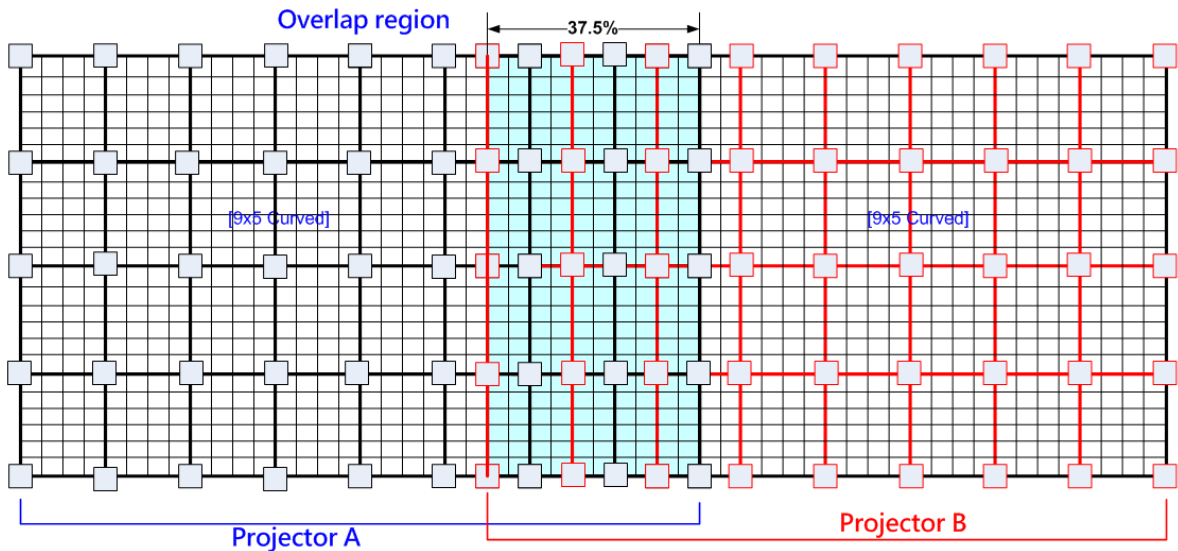 Overlap region
37.5%
[9x5 Curved]
[9x5 Curved]
Projector A
Projector B